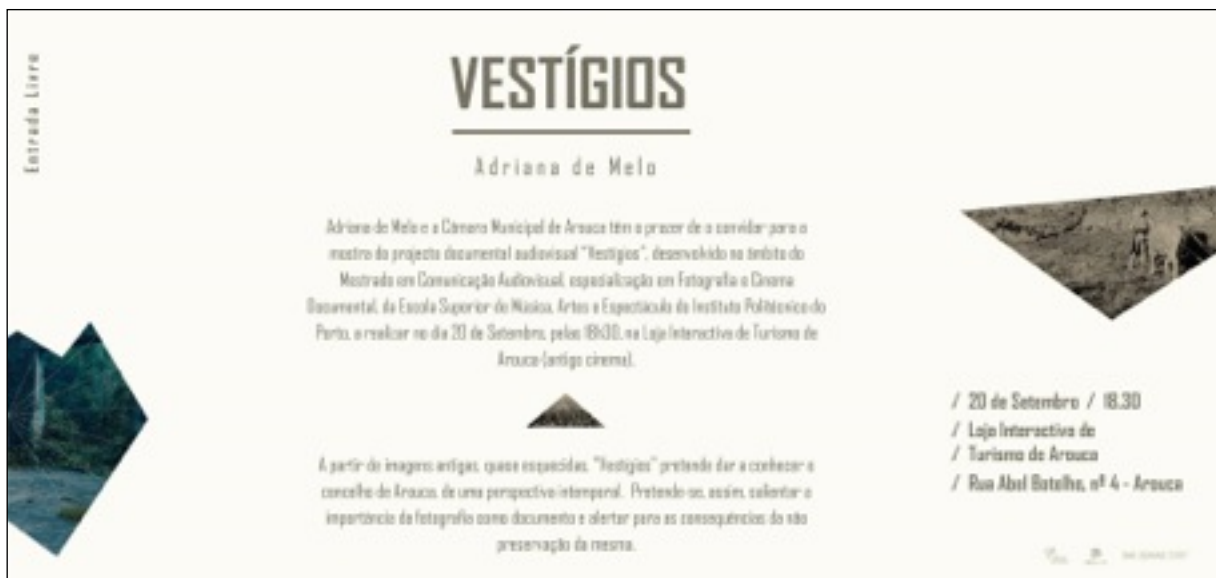 Entrada Livre
VESTÍGIOS
Adriana de Melo
Adriana de Melo e a Câmara Municipal de Arouca têm o prazer de o convidar para a
mostra do projecto documental audiovisual "Vestígios", desenvolvido no âmbito do
Mestrado em Comunicação Audiovisual, especialização em Fotografia e Cinema
Documental, da Escola Superior de Música, Artes e Espectáculo do Instituto Politécnico do
Porto, a realizar no dia 20 de Setembro, pelas 18h30, na Loja Interactiva de Turismo de
Arouca (antigo cinema).
A partir de imagens antigas, quase esquecidas, "Vestígios" pretende dar a conhecer o
concelho de Arouca, de uma perspectiva intemporal. Pretende-se, assim, salientar a
importância da fotografia como documento e alertar para as consequências da não
preservação da mesma.
/ 20 de Setembro / 18.30
/ Loja Interactiva de
/ Turismo de Arouca
/ Rua Abel Botelho, nº 4 - Arouca